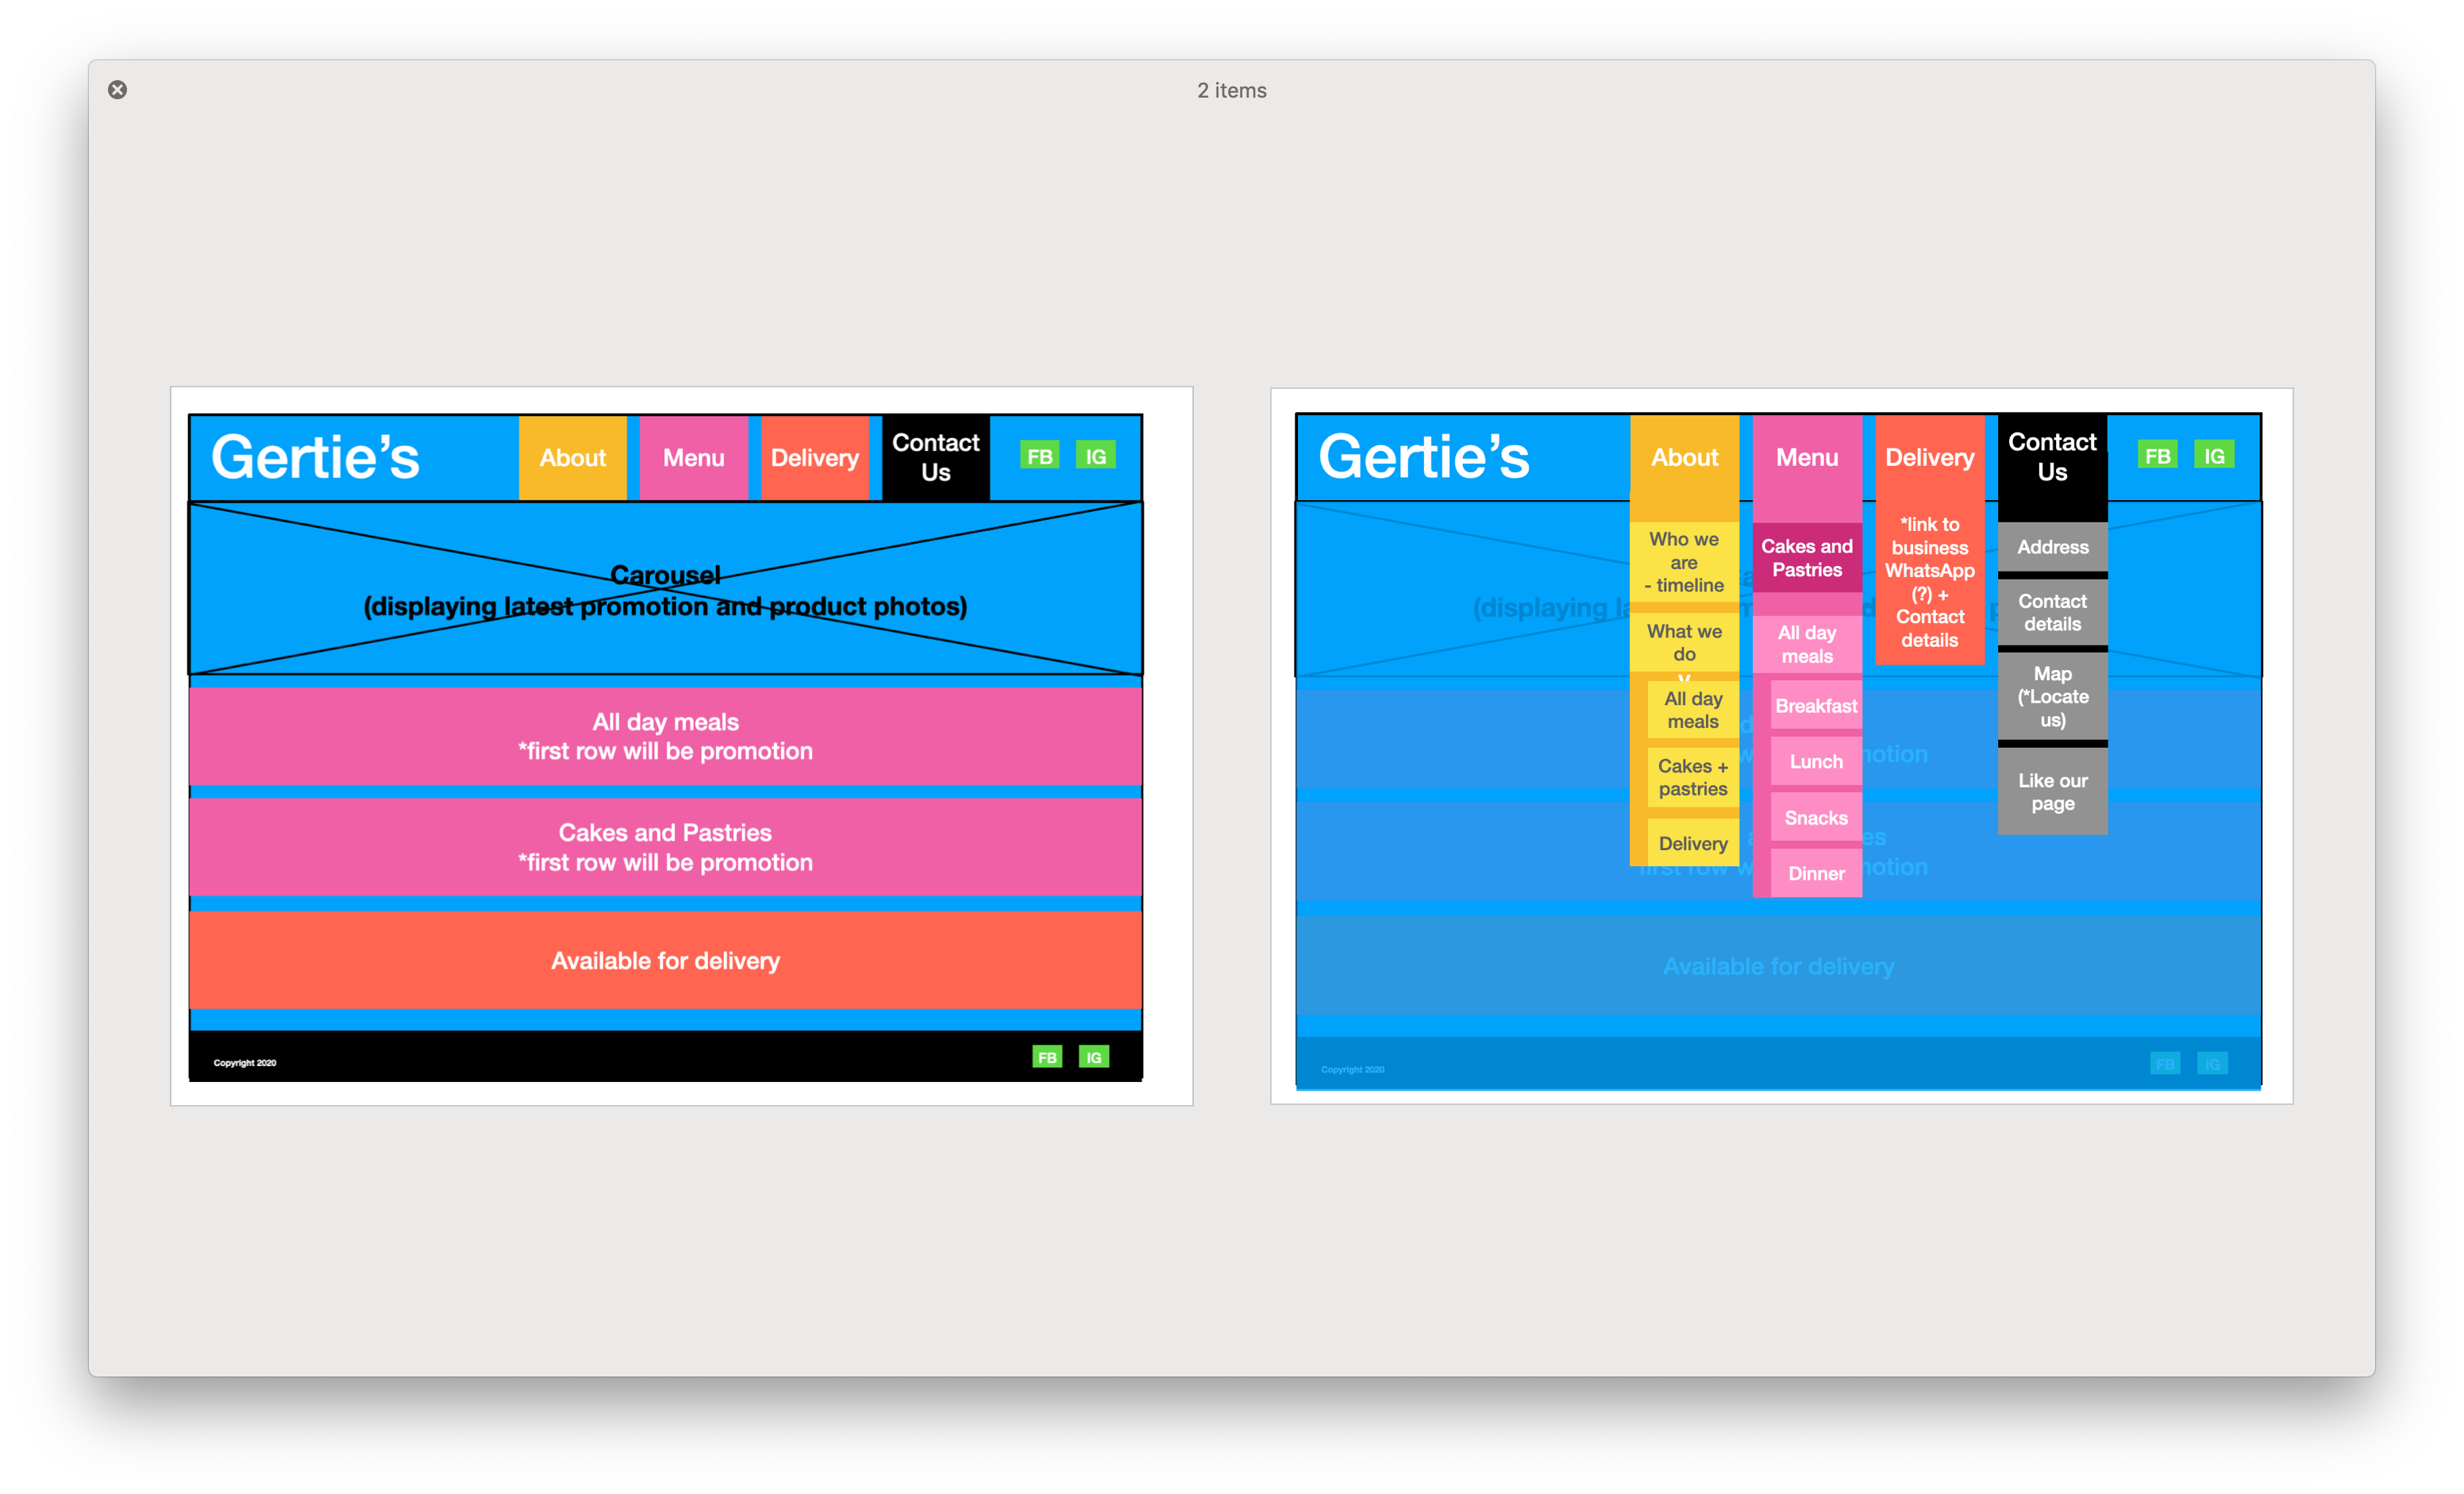 2 items
Gertie's
About
Menu
Delivery
Contact
Us
FB
IG
Carousel
(displaying latest promotion and product photos)
All day meals
*first row will be promotion
Cakes and Pastries
*first row will be promotion
Available for delivery
Copyright 2020
FB
IG
Gertie's
About
Menu
Delivery
Contact
Us
FB
IG
Who we
are
- timeline
What we
do
All day
meals
Cakes +
pastries
Delivery
Cakes and
Pastries
All day
meals
Breakfast
Lunch
Snacks
Dinner
*link to
business
WhatsApp
(?) +
Contact
details
Address
Contact
details
Map
(*Locate
us)
Like our
page
(displaying
Available for delivery
Copyright 2020
FB
IG